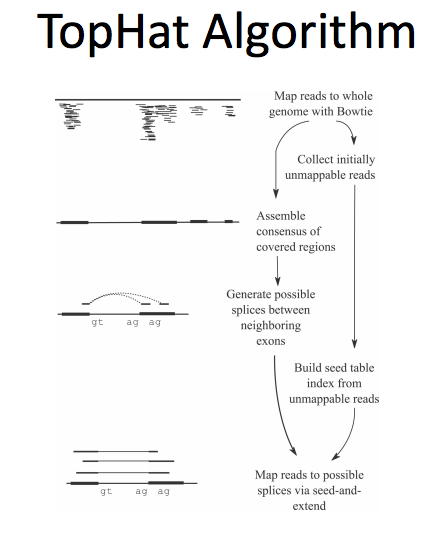 TopHat Algorithm
Map reads to whole
genome with Bowtie
Collect initially
unmappable reads
Assemble
consensus of
covered regions
Generate possible
splices between
neighboring
exons
gt ag ag
Build seed table
index from
unmappable reads
Map reads to possible
splices via seed-and-
extend
gt ag ag